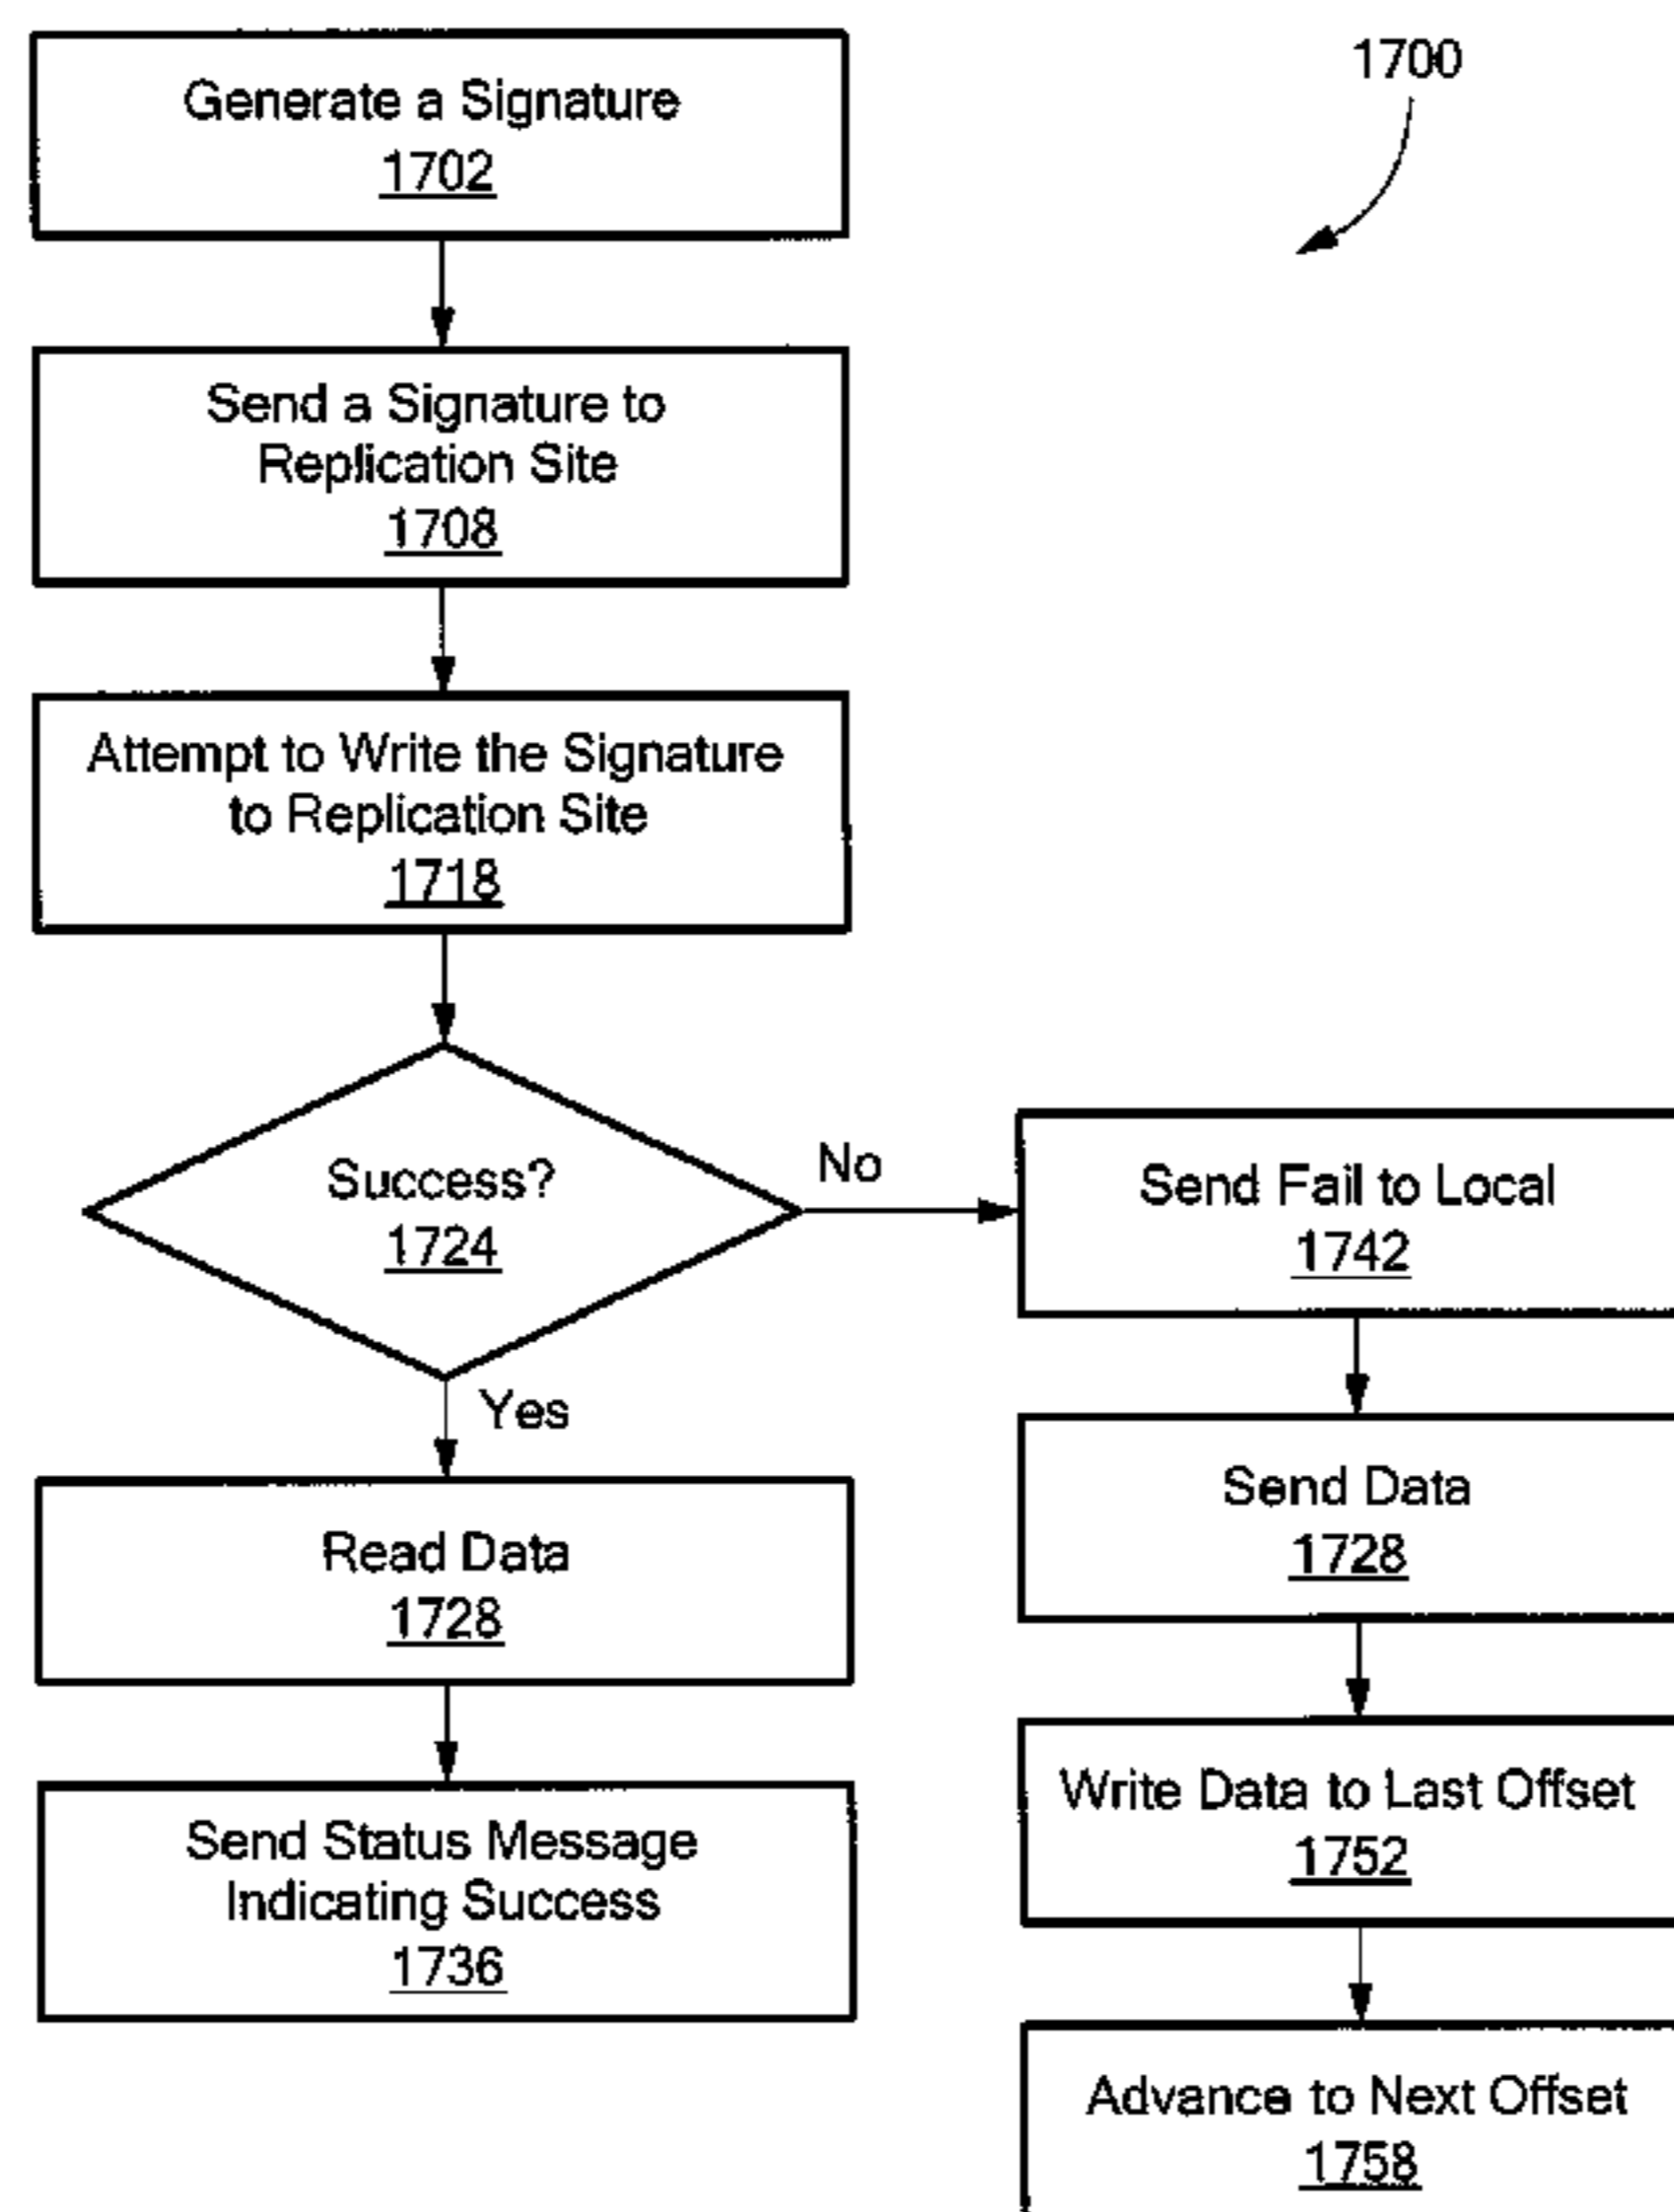 1700
Generate a Signature
1702
Send a Signature to
Replication Site
1708
Attempt to Write the Signature
to Replication Site
1718
Success?
1724
No
Yes
Read Data
1728
Send Status Message
Indicating Success
1736
Send Fail to Local
1742
Send Data
1728
Write Data to Last Offset
1752
Advance to Next Offset
1758